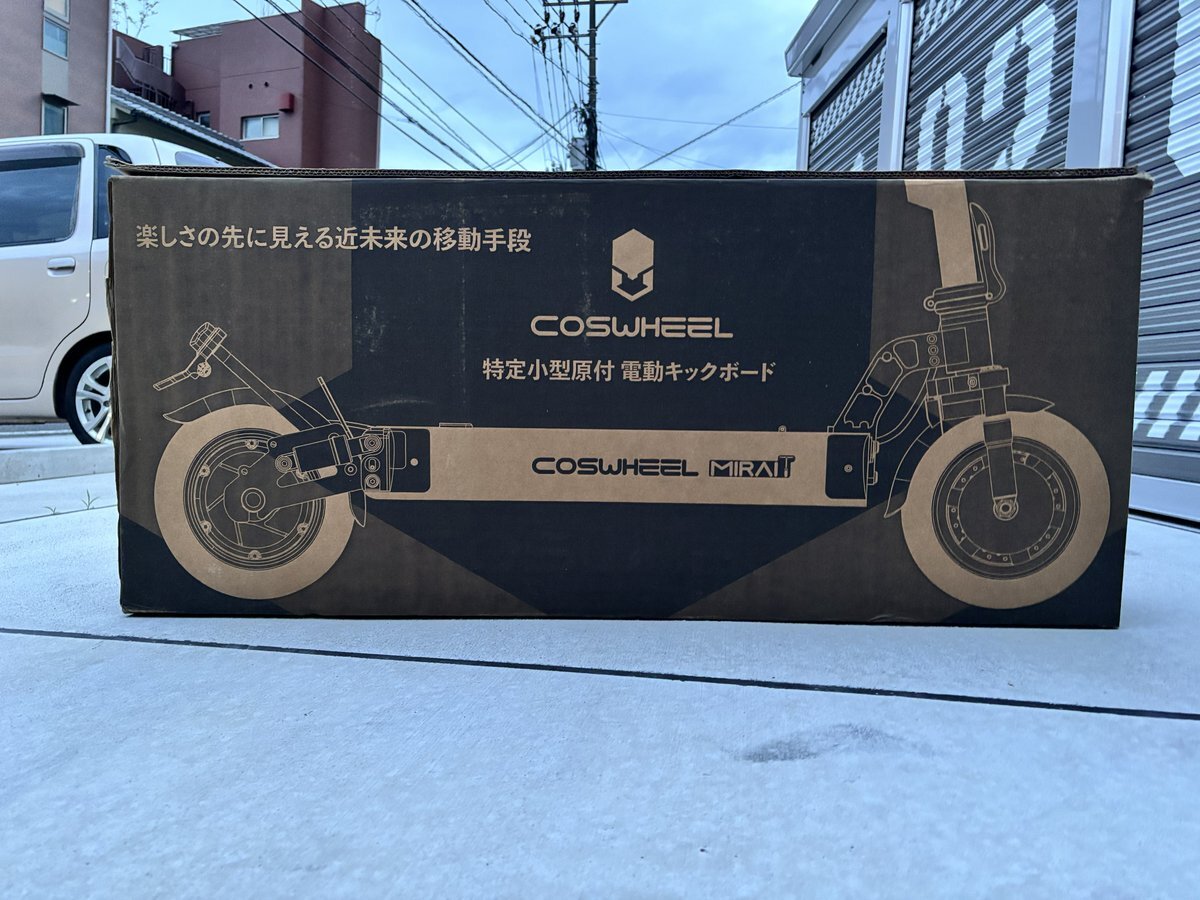 楽しさの先に見える近未来の移動手段
COSWHEEL
特定小型原付 電動キックボード
COSWHEEL MIRAI T